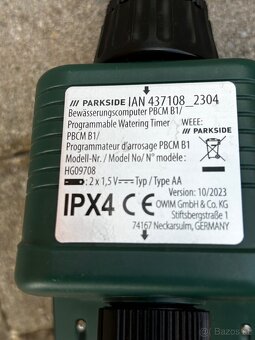 /// PARKSIDE IAN 437108_2304
Bewässerungscomputer PBCM B1/
Programmable Watering Timer
PBCM B1/
WEEE:
/// PARKSIDE
Programmateur d'arrosage PBCM B1
Modell-Nr. / Model No/ N° modèle:
HG09708
: 2 x 1,5 V⎓ Typ / Type AA
Version: 10/2023
IPX4 CE
OWIM GmbH & Co. KG
Stiftsbergstraße 1
74167 Neckarsulm, GERMANY